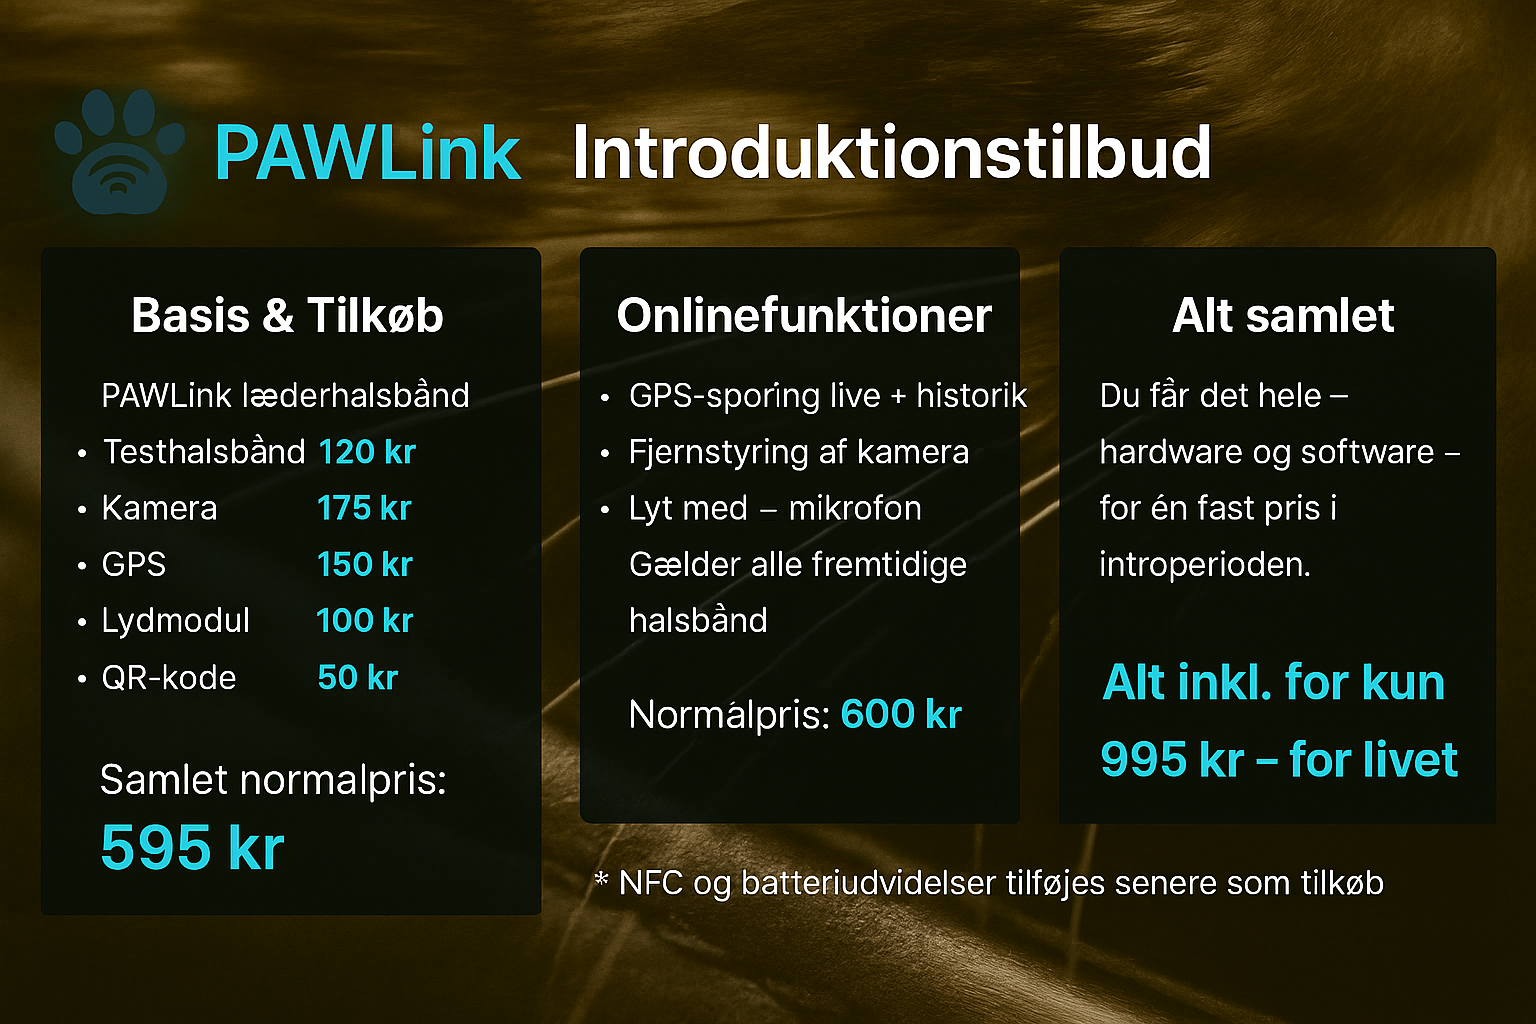 PAWLink Introduktionstilbud
Basis & Tilkøb
PAWLink læderhalsbånd
• Testhalsbånd 120 kr
• Kamera 175 kr
• GPS 150 kr
• Lydmodul 100 kr
• QR-kode 50 kr
Samlet normalpris:
595 kr
Onlinefunktioner
• GPS-sporing live + historik
• Fjernstyring af kamera
• Lyt med – mikrofon
Gælder alle fremtidige
halsbånd
Normalpris: 600 kr
Alt samlet
Du får det hele –
hardware og software –
for én fast pris i
introperioden.
Alt inkl. for kun
995 kr – for livet
* NFC og batteriudvidelser tilføjes senere som tilkøb